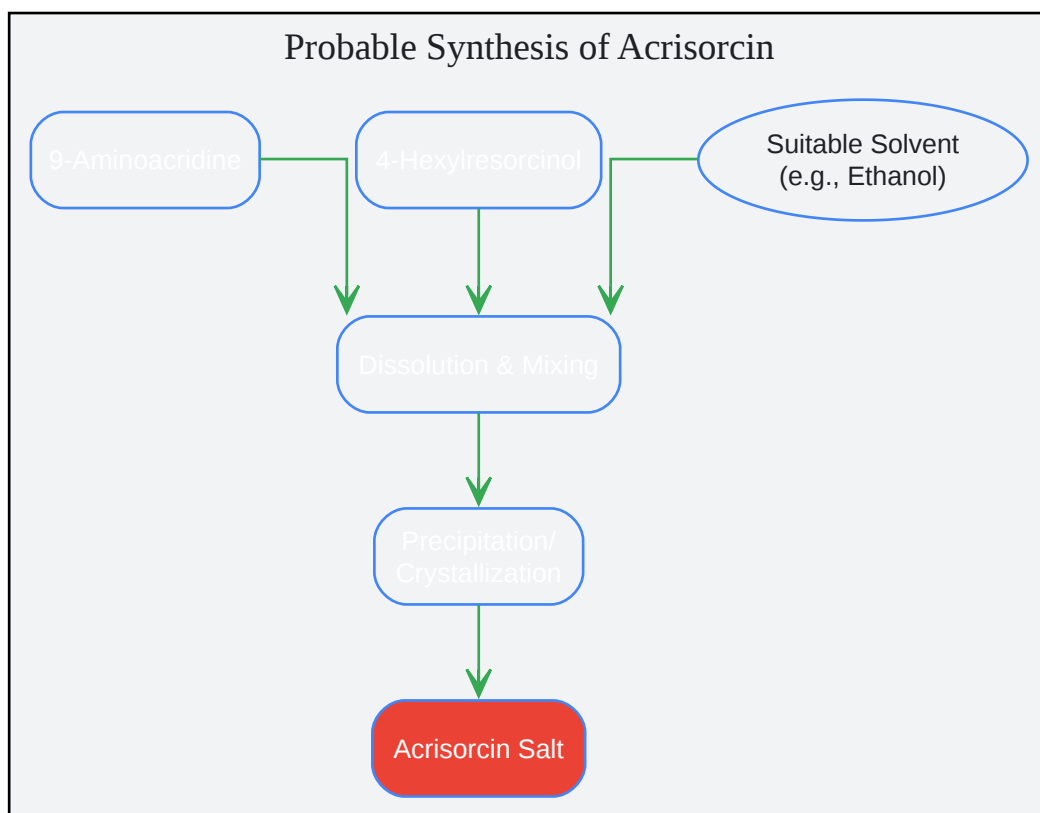 Probable Synthesis of Acrisorcin
9-Aminoacridine
4-Hexylresorcinol
Suitable Solvent
(e.g., Ethanol)
Dissolution & Mixing
Precipitation/
Crystallization
Acrisorcin Salt